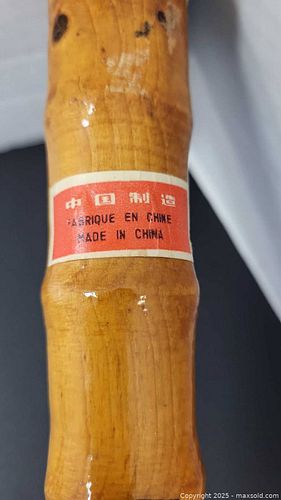 中国制造
FABRIQUE EN CHINE
MADE IN CHINA
Copyright 2025 - maxsold.com